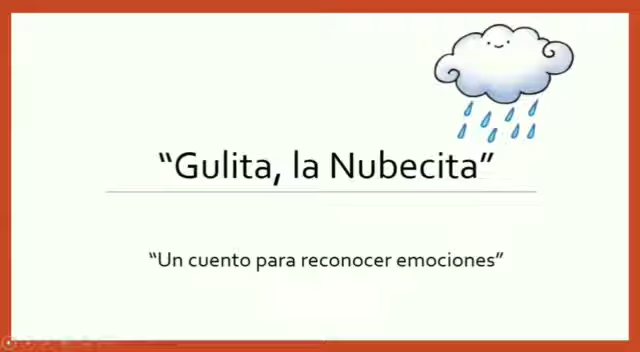 “Gulita, la Nubecita”
“Un cuento para reconocer emociones”